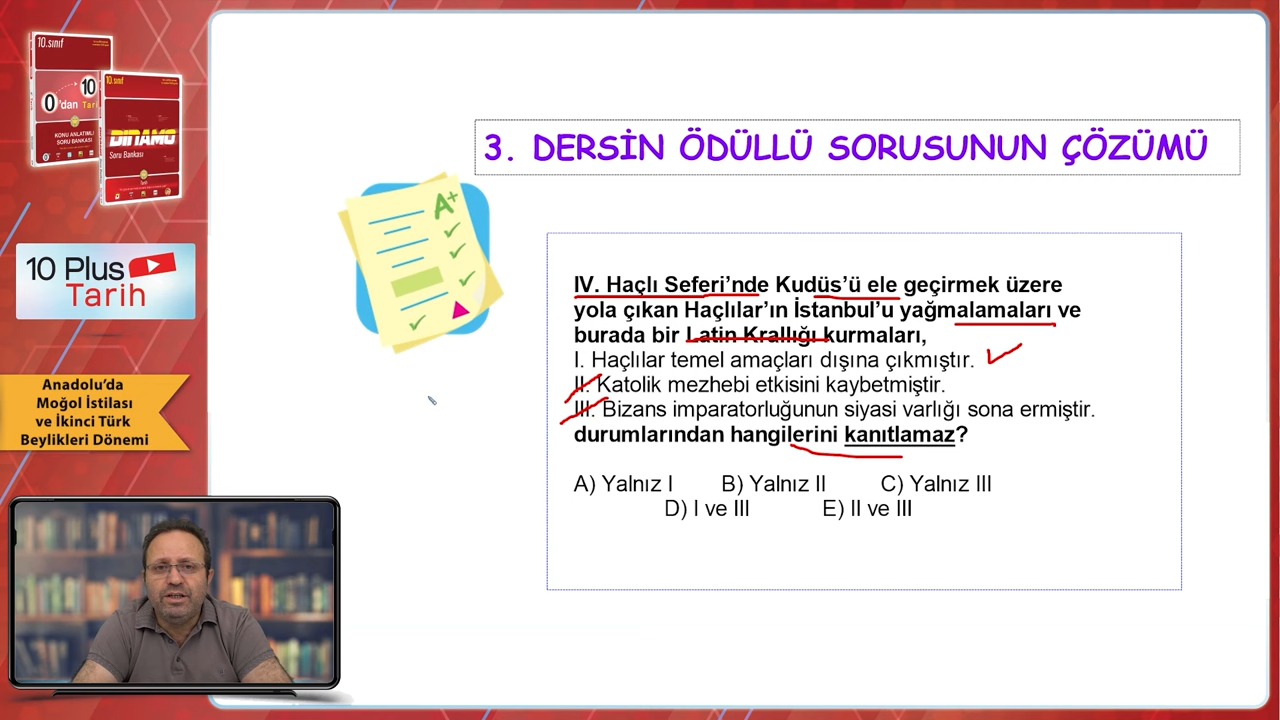 10.sınıf
0'dan 10
Tarih
KONU ANLATIMLI
SORU BANKASI
10.sınıf
DİNAMO
Soru Bankası
Tarih
10 Plus
Tarih
Anadolu'da
Moğol İstilası
ve İkinci Türk
Beylikleri Dönemi
3. DERSİN ÖDÜLLÜ SORUSUNUN ÇÖZÜMÜ
A+
IV. Haçlı Seferi'nde Kudüs'ü ele geçirmek üzere
yola çıkan Haçlılar'ın İstanbul'u yağmalamaları ve
burada bir Latin Krallığı kurmaları,
I. Haçlılar temel amaçları dışına çıkmıştır.
II. Katolik mezhebi etkisini kaybetmiştir.
III. Bizans imparatorluğunun siyasi varlığı sona ermiştir.
durumlarından hangilerini kanıtlamaz?
A) Yalnız I B) Yalnız II C) Yalnız III
D) I ve III E) II ve III